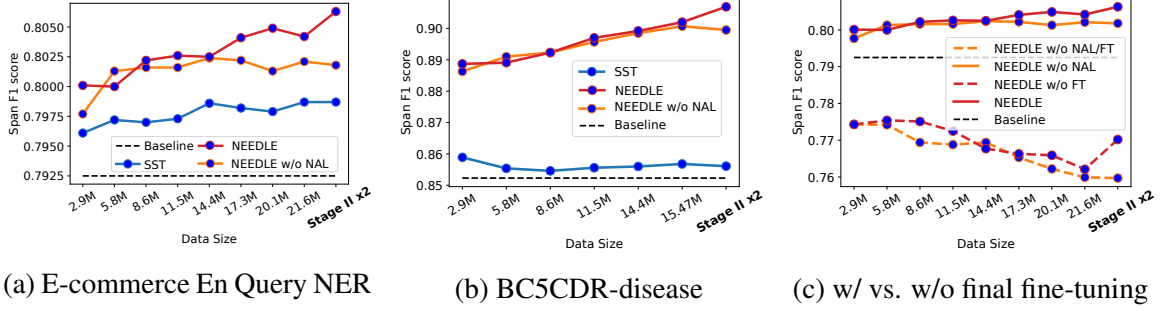 Span F1 score
0.8050
0.8025
0.8000
0.7975
0.7950
0.7925
Baseline
SST
NEEDLE
NEEDLE w/o NAL
2.9M
5.8M
8.6M
11.5M
14.4M
17.3M
20.1M
21.6M
Stage II x2
Data Size
(a) E-commerce En Query NER
Span F1 score
0.90
0.89
0.88
0.87
0.86
0.85
SST
NEEDLE
NEEDLE w/o NAL
Baseline
2.9M
5.8M
8.6M
11.5M
14.4M
15.47M
Stage II x2
Data Size
(b) BC5CDR-disease
Span F1 score
0.80
0.79
0.78
0.77
0.76
NEEDLE w/o NAL/FT
NEEDLE w/o NAL
NEEDLE w/o FT
NEEDLE
Baseline
2.9M
5.8M
8.6M
11.5M
14.4M
17.3M
20.1M
21.6M
Stage II x2
Data Size
(c) w/ vs. w/o final fine-tuning